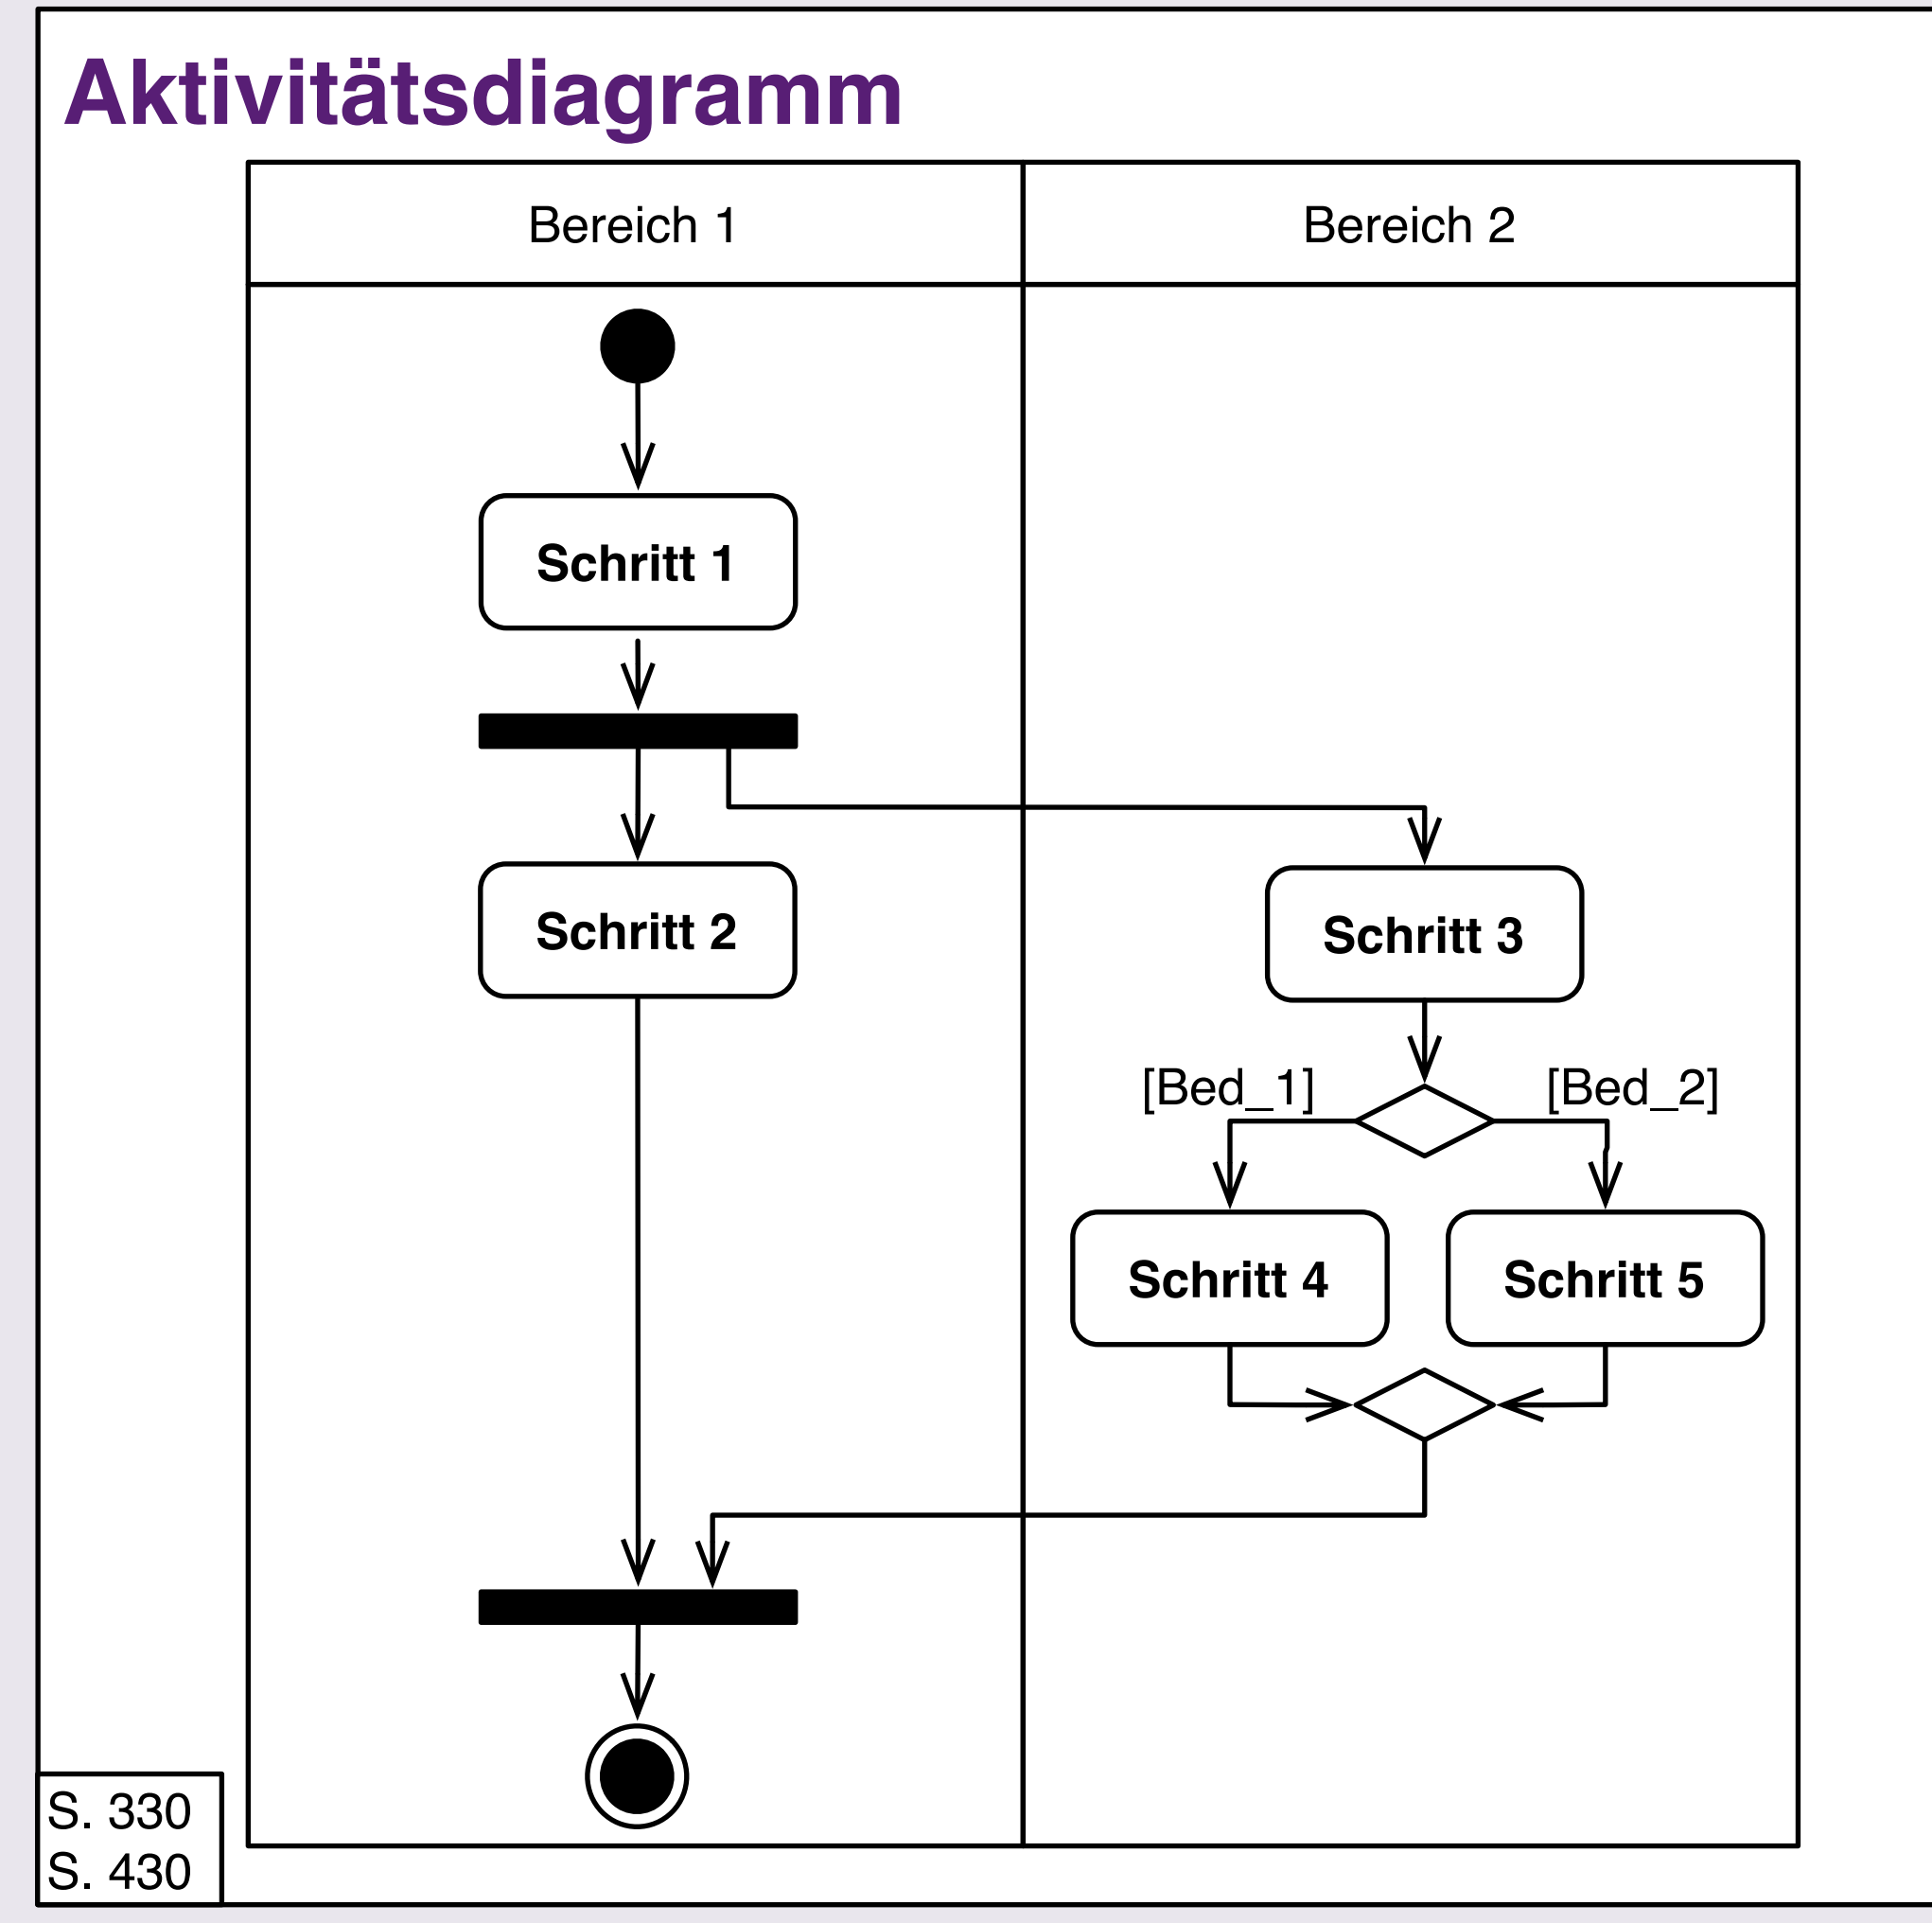 Aktivitätsdiagramm
Bereich 1
Bereich 2
Schritt 1
Schritt 2
Schritt 3
[Bed_1]
[Bed_2]
Schritt 4
Schritt 5
S. 330
S. 430